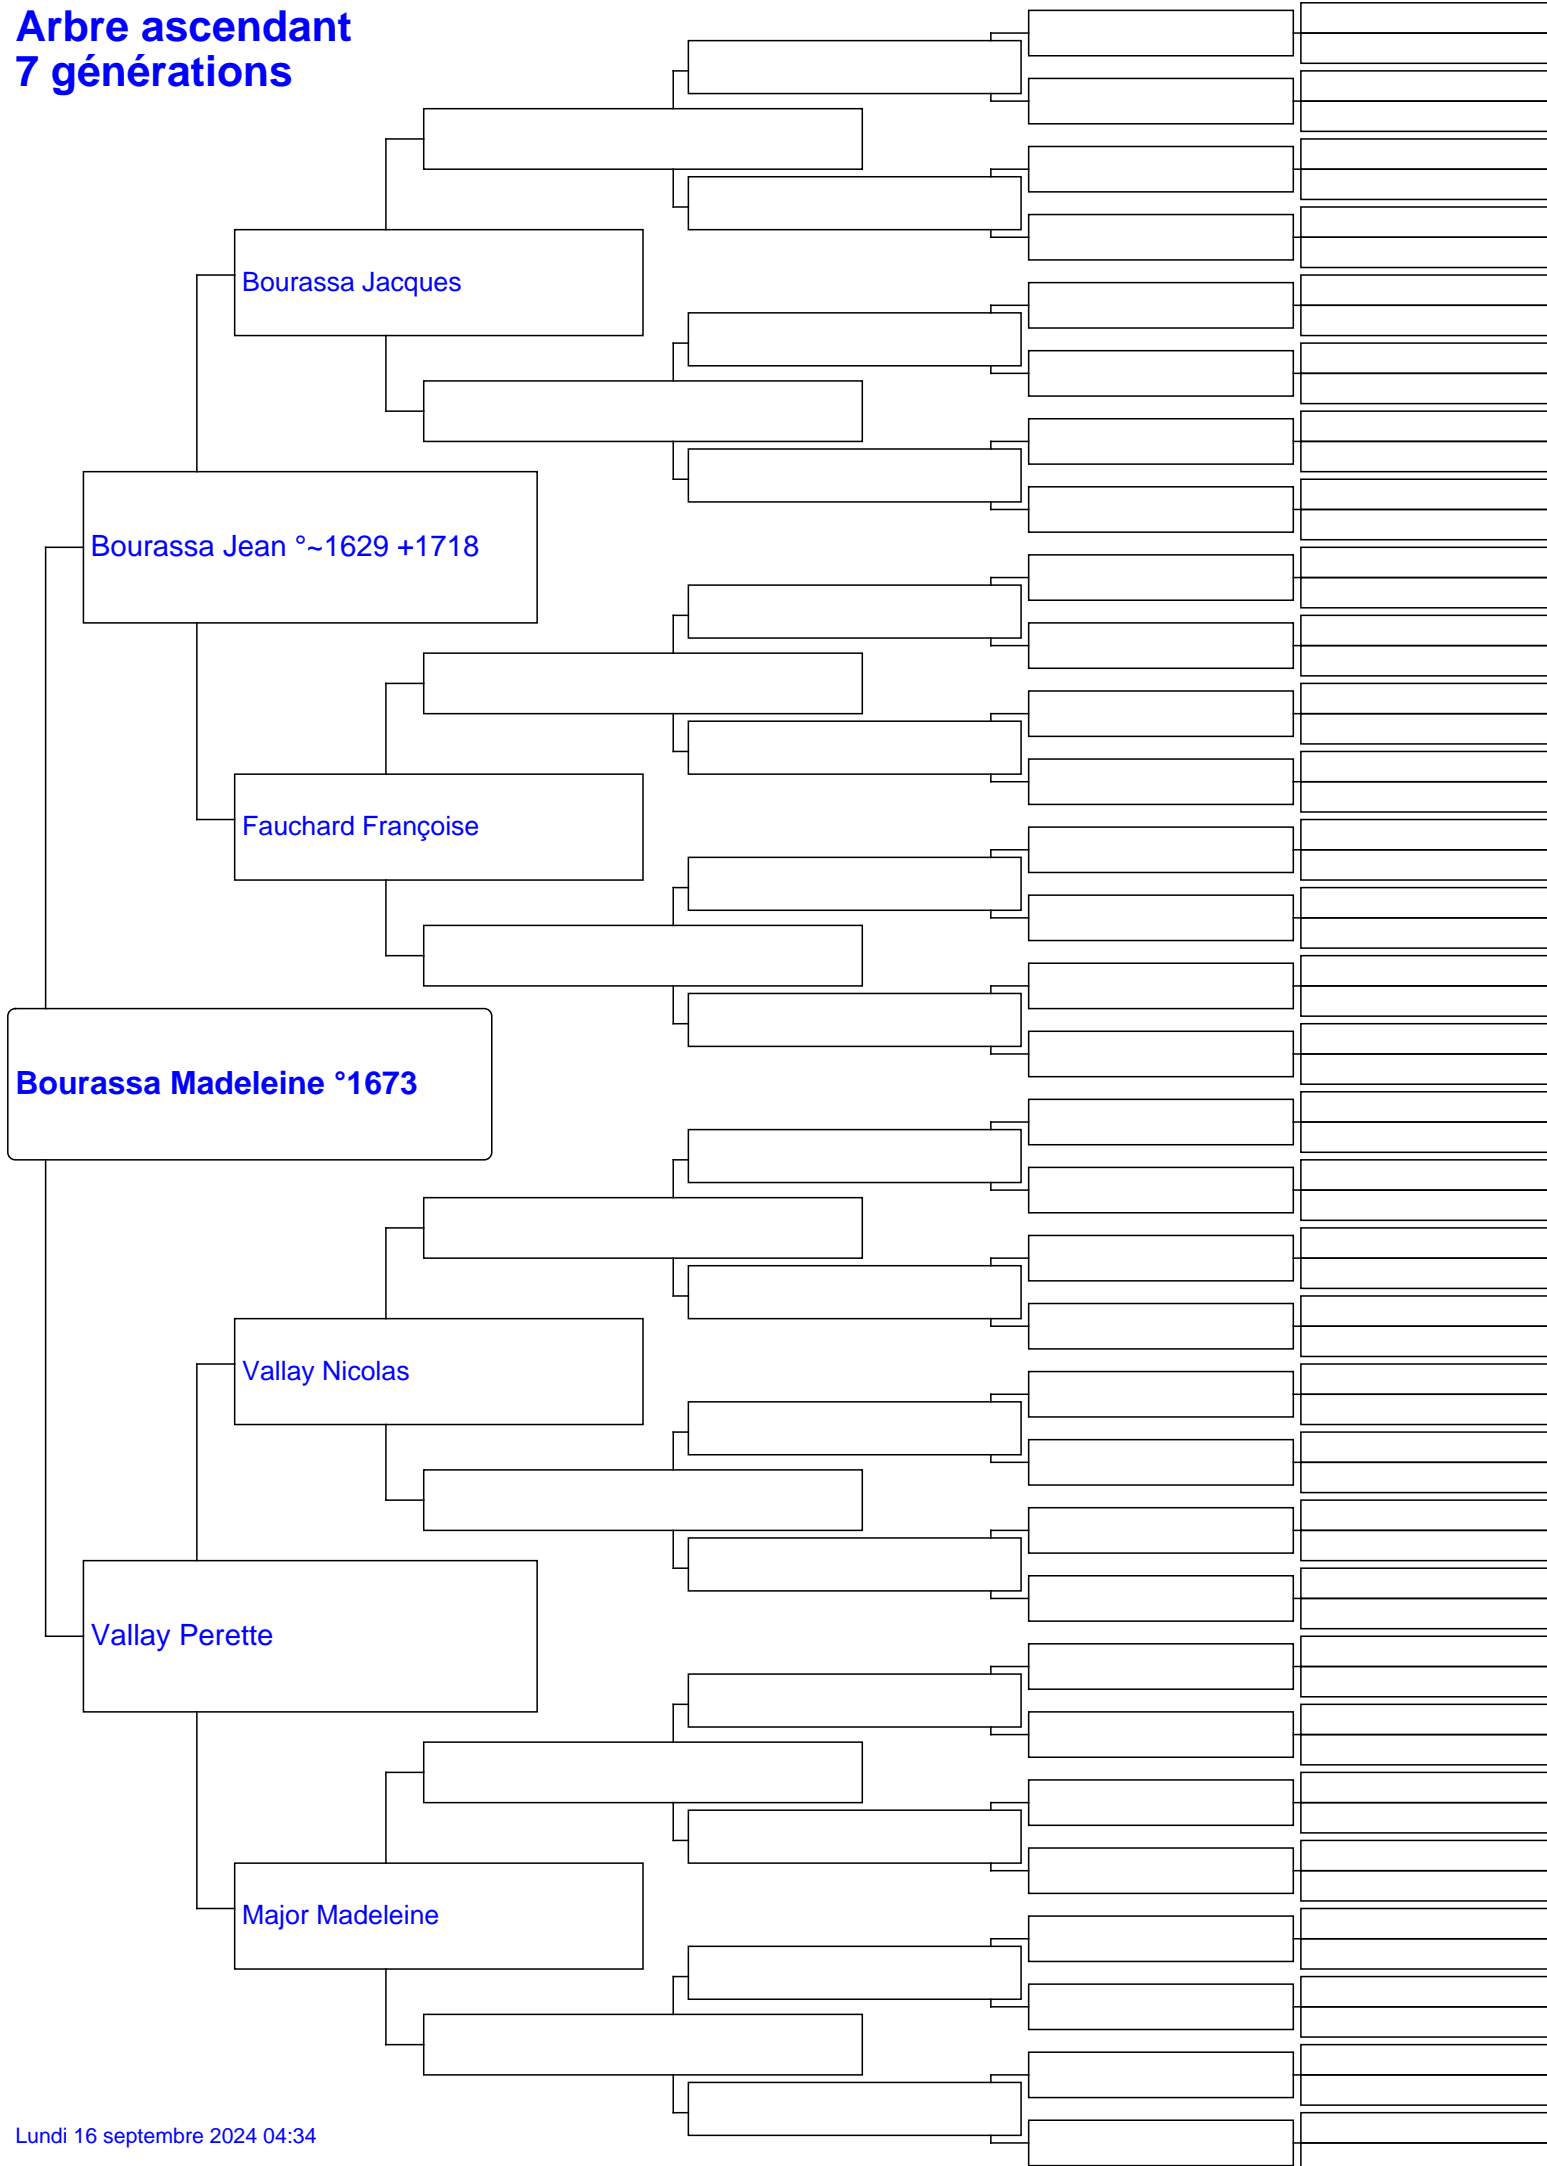 Arbre ascendant
7 générations
Bourassa Jacques
Bourassa Jean °~1629 +1718
Fauchard Françoise
Bourassa Madeleine °1673
Vallay Nicolas
Vallay Perette
Major Madeleine
Lundi 16 septembre 2024 04:34